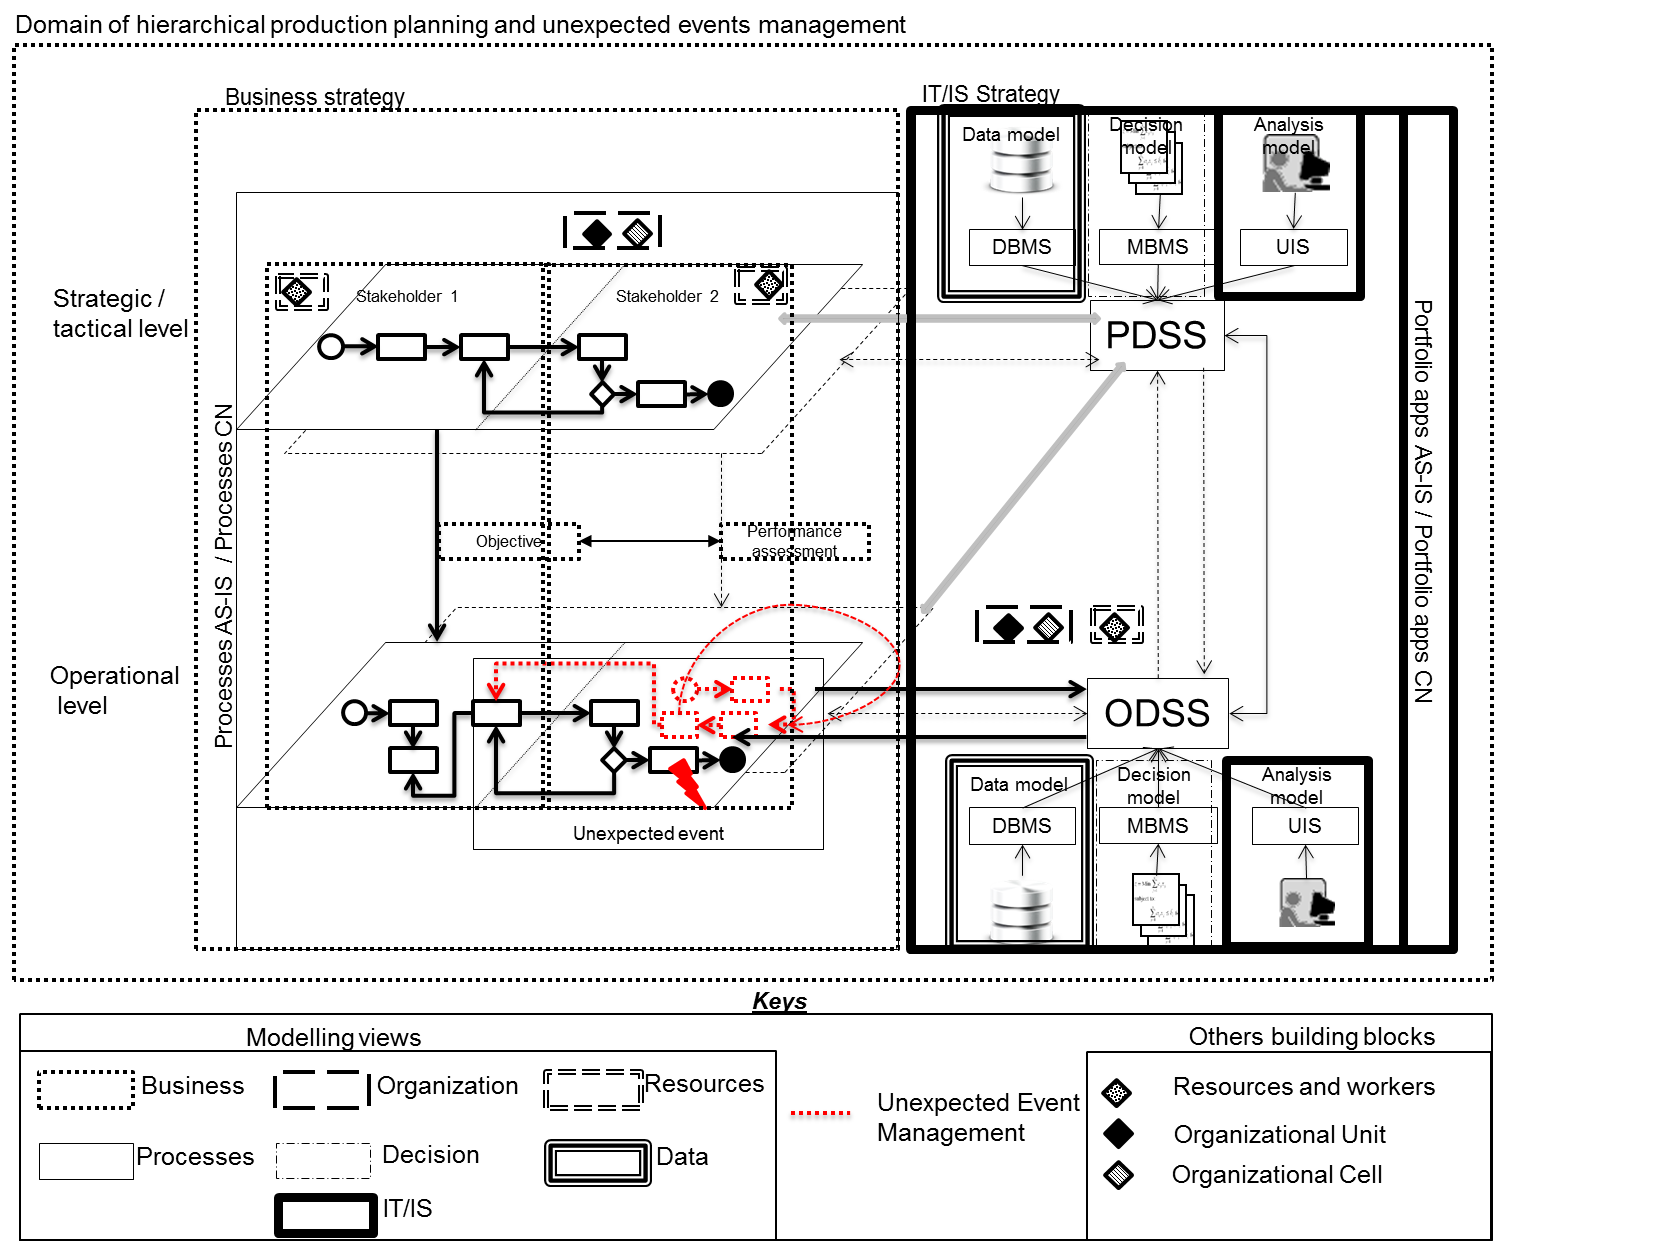 Domain of hierarchical production planning and unexpected events management
Business strategy
IT/IS Strategy
Data model
Decision
model
Analysis
model
DBMS
MBMS
UIS
Strategic /
tactical level
Stakeholder 1
Stakeholder 2
PDSS
Processes AS-IS / Processes CN
Portfolio apps AS-IS / Portfolio apps CN
Objective
Performance
assessment
Operational
level
ODSS
Data model
Decision
model
Analysis
model
DBMS
MBMS
UIS
Unexpected event
Keys
Modelling views
Others building blocks
Business
Organization
Resources
Processes
Decision
Data
IT/IS
Unexpected Event
Management
Resources and workers
Organizational Unit
Organizational Cell